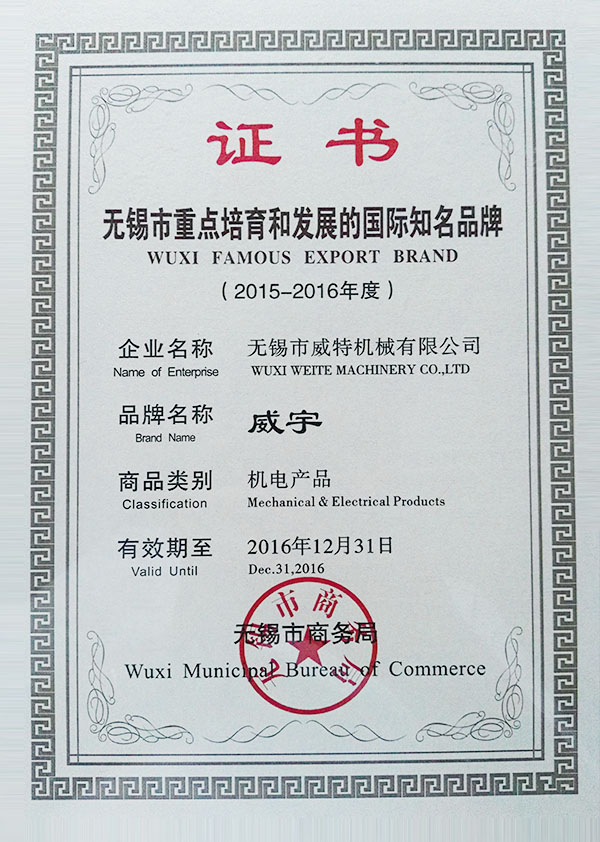 证书
无锡市重点培育和发展的国际知名品牌
WUXI FAMOUS EXPORT BRAND
（2015-2016年度）
企业名称 无锡市威特机械有限公司
Name of Enterprise WUXI WEITE MACHINERY CO.,LTD
品牌名称 威宇
Brand Name
商品类别 机电产品
Classification Mechanical & Electrical Products
有效期至 2016年12月31日
Valid Until Dec.31,2016
无锡市商
无锡市商务局
Wuxi Municipal Bureau of Commerce